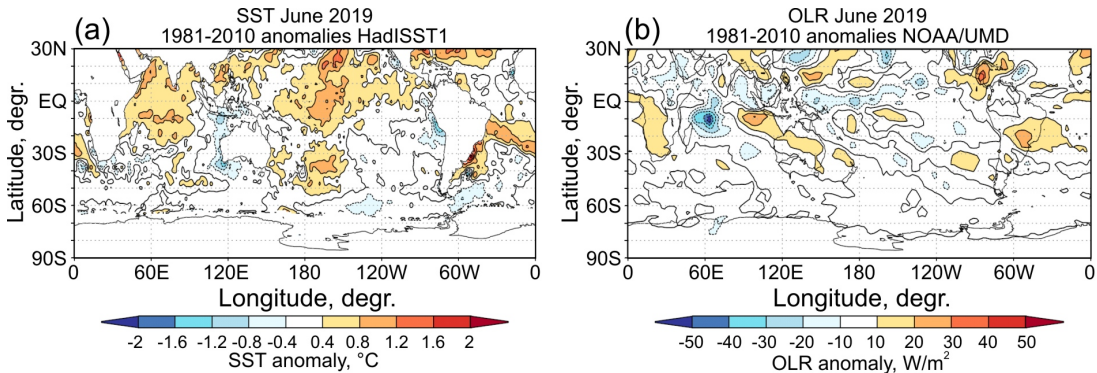 (a)
SST June 2019
1981-2010 anomalies HadISST1
30N
EQ
30S
60S
90S
Latitude, degr.
0 60E 120E 180 120W 60W 0
Longitude, degr.
-2 -1.6 -1.2 -0.8 -0.4 0.4 0.8 1.2 1.6 2
SST anomaly, °C
(b)
OLR June 2019
1981-2010 anomalies NOAA/UMD
30N
EQ
30S
60S
90S
Latitude, degr.
0 60E 120E 180 120W 60W 0
Longitude, degr.
-50 -40 -30 -20 -10 10 20 30 40 50
OLR anomaly, W/m²